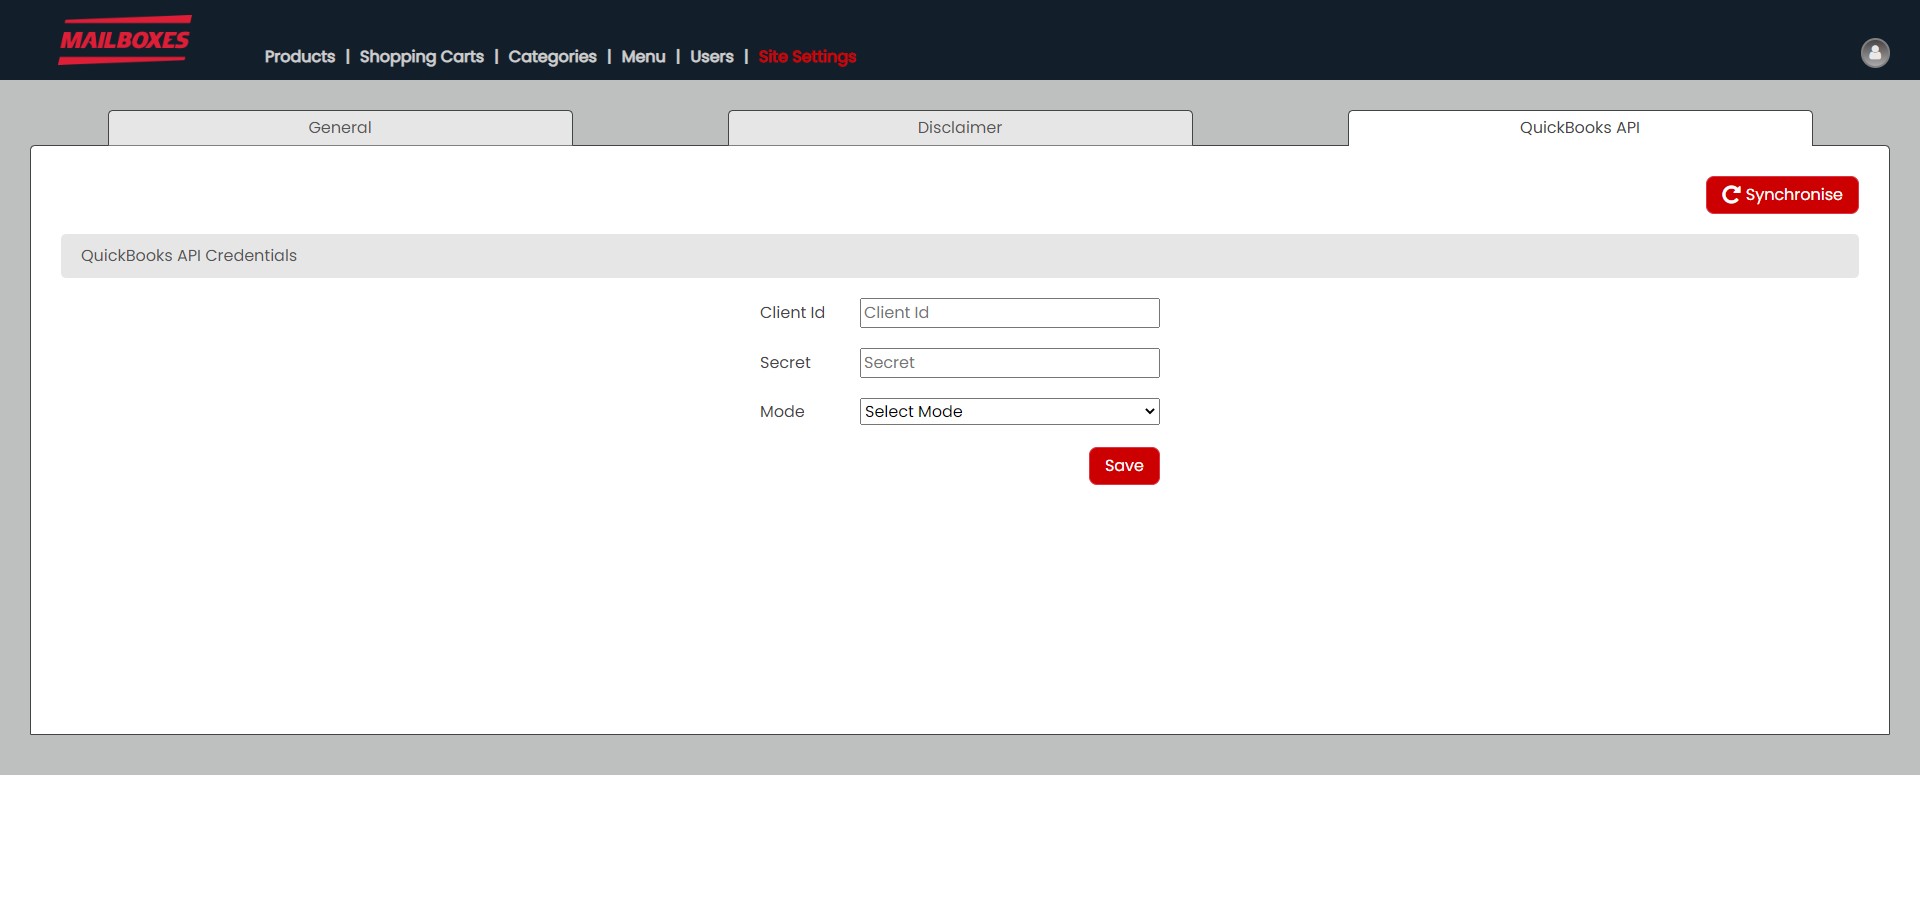 MAILBOXES
Products | Shopping Carts | Categories | Menu | Users | Site Settings
General
Disclaimer
QuickBooks API
Synchronise
QuickBooks API Credentials
Client Id
Client Id
Secret
Secret
Mode
Select Mode
Save